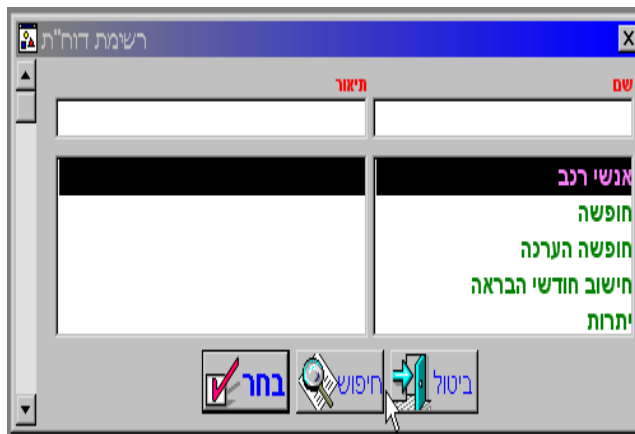 רשימת דוח"ת
שם תיאור
אנשי רכב
חופשה
חופשה הערכה
חישוב חודשי הבראה
יתרות
ביטול חיפוש בחר